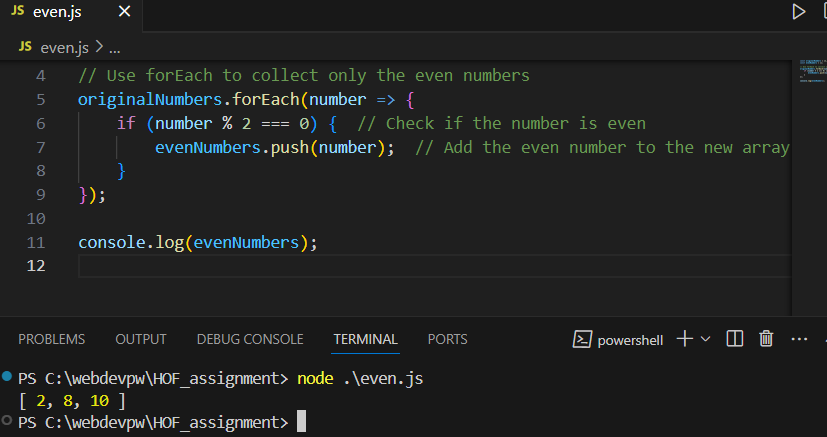 JS even.js ×
JS even.js > ...
4 // Use forEach to collect only the even numbers
5 originalNumbers.forEach(number => {
6 if (number % 2 === 0) { // Check if the number is even
7 evenNumbers.push(number); // Add the even number to the new array
8 }
9 });
10
11 console.log(evenNumbers);
12
PROBLEMS OUTPUT DEBUG CONSOLE TERMINAL PORTS powershell
PS C:\webdevpw\HOF_assignment> node .\even.js
[ 2, 8, 10 ]
PS C:\webdevpw\HOF_assignment>